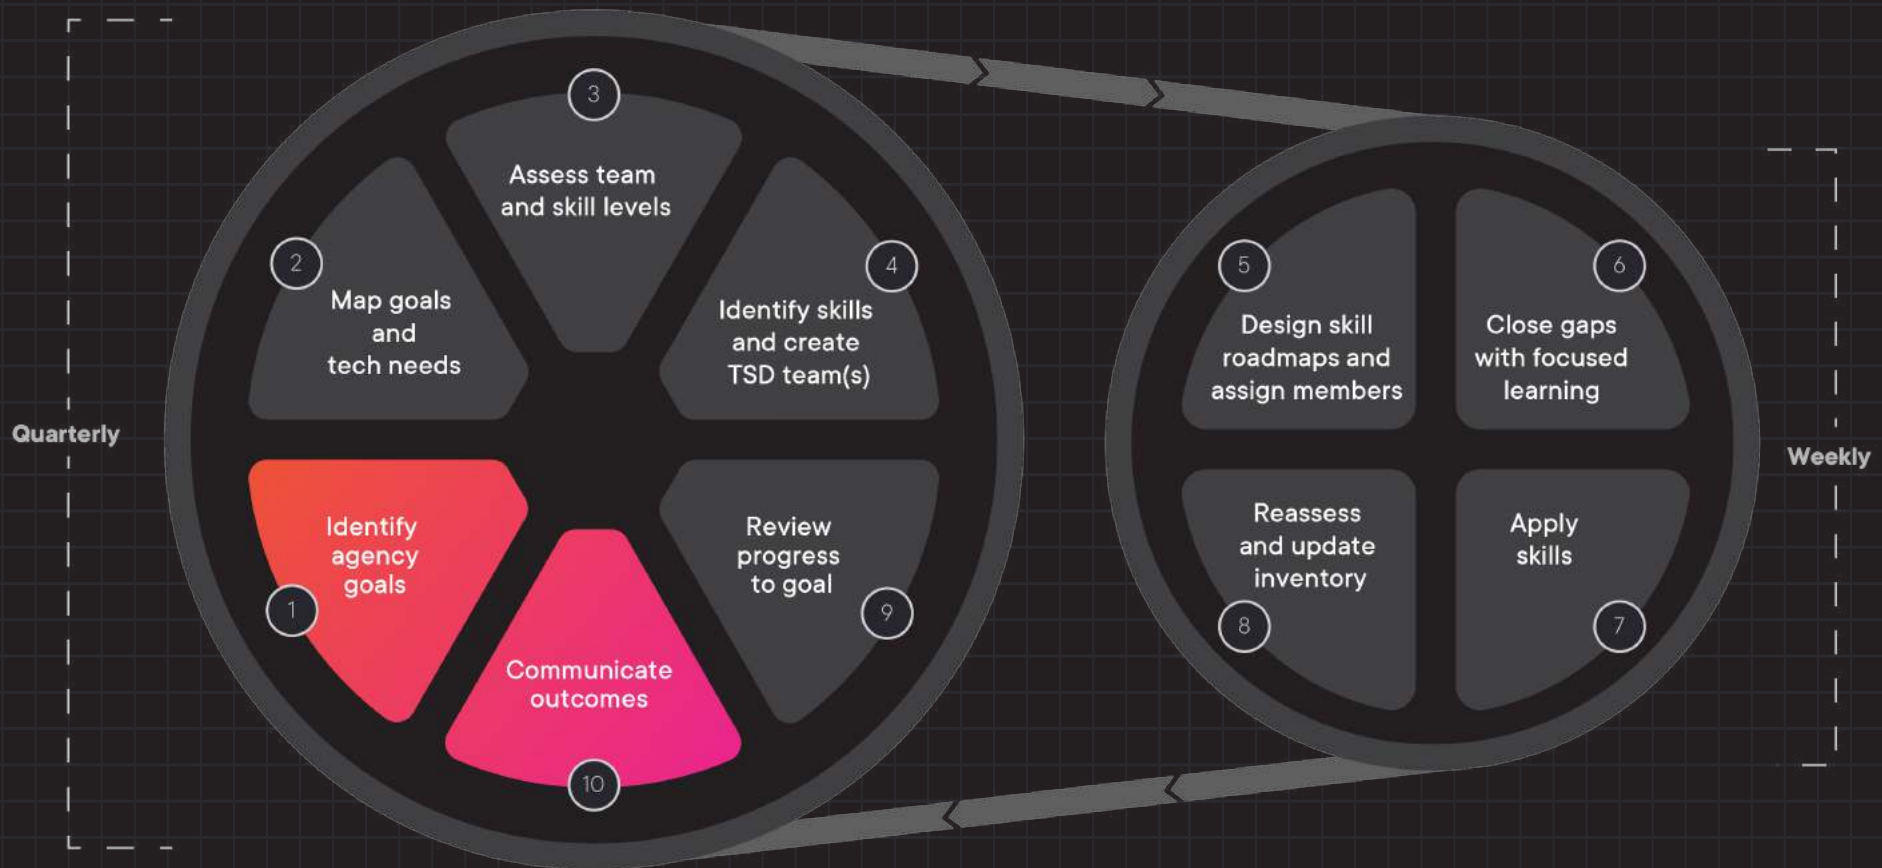 Quarterly
1
Identify
agency
goals
2
Map goals
and
tech needs
3
Assess team
and skill levels
4
Identify skills
and create
TSD team(s)
5
Design skill
roadmaps and
assign members
6
Close gaps
with focused
learning
7
Apply
skills
8
Reassess
and update
inventory
9
Review
progress
to goal
10
Communicate
outcomes
Weekly